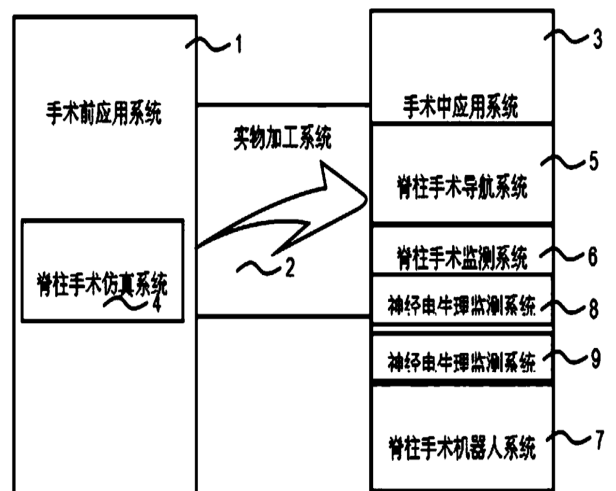 1
3
手术前应用系统
手术中应用系统
实物加工系统
5
脊柱手术导航系统
2
脊柱手术监测系统
6
脊柱手术仿真系统
4
神经电生理监测系统
8
神经电生理监测系统
9
脊柱手术机器人系统
7